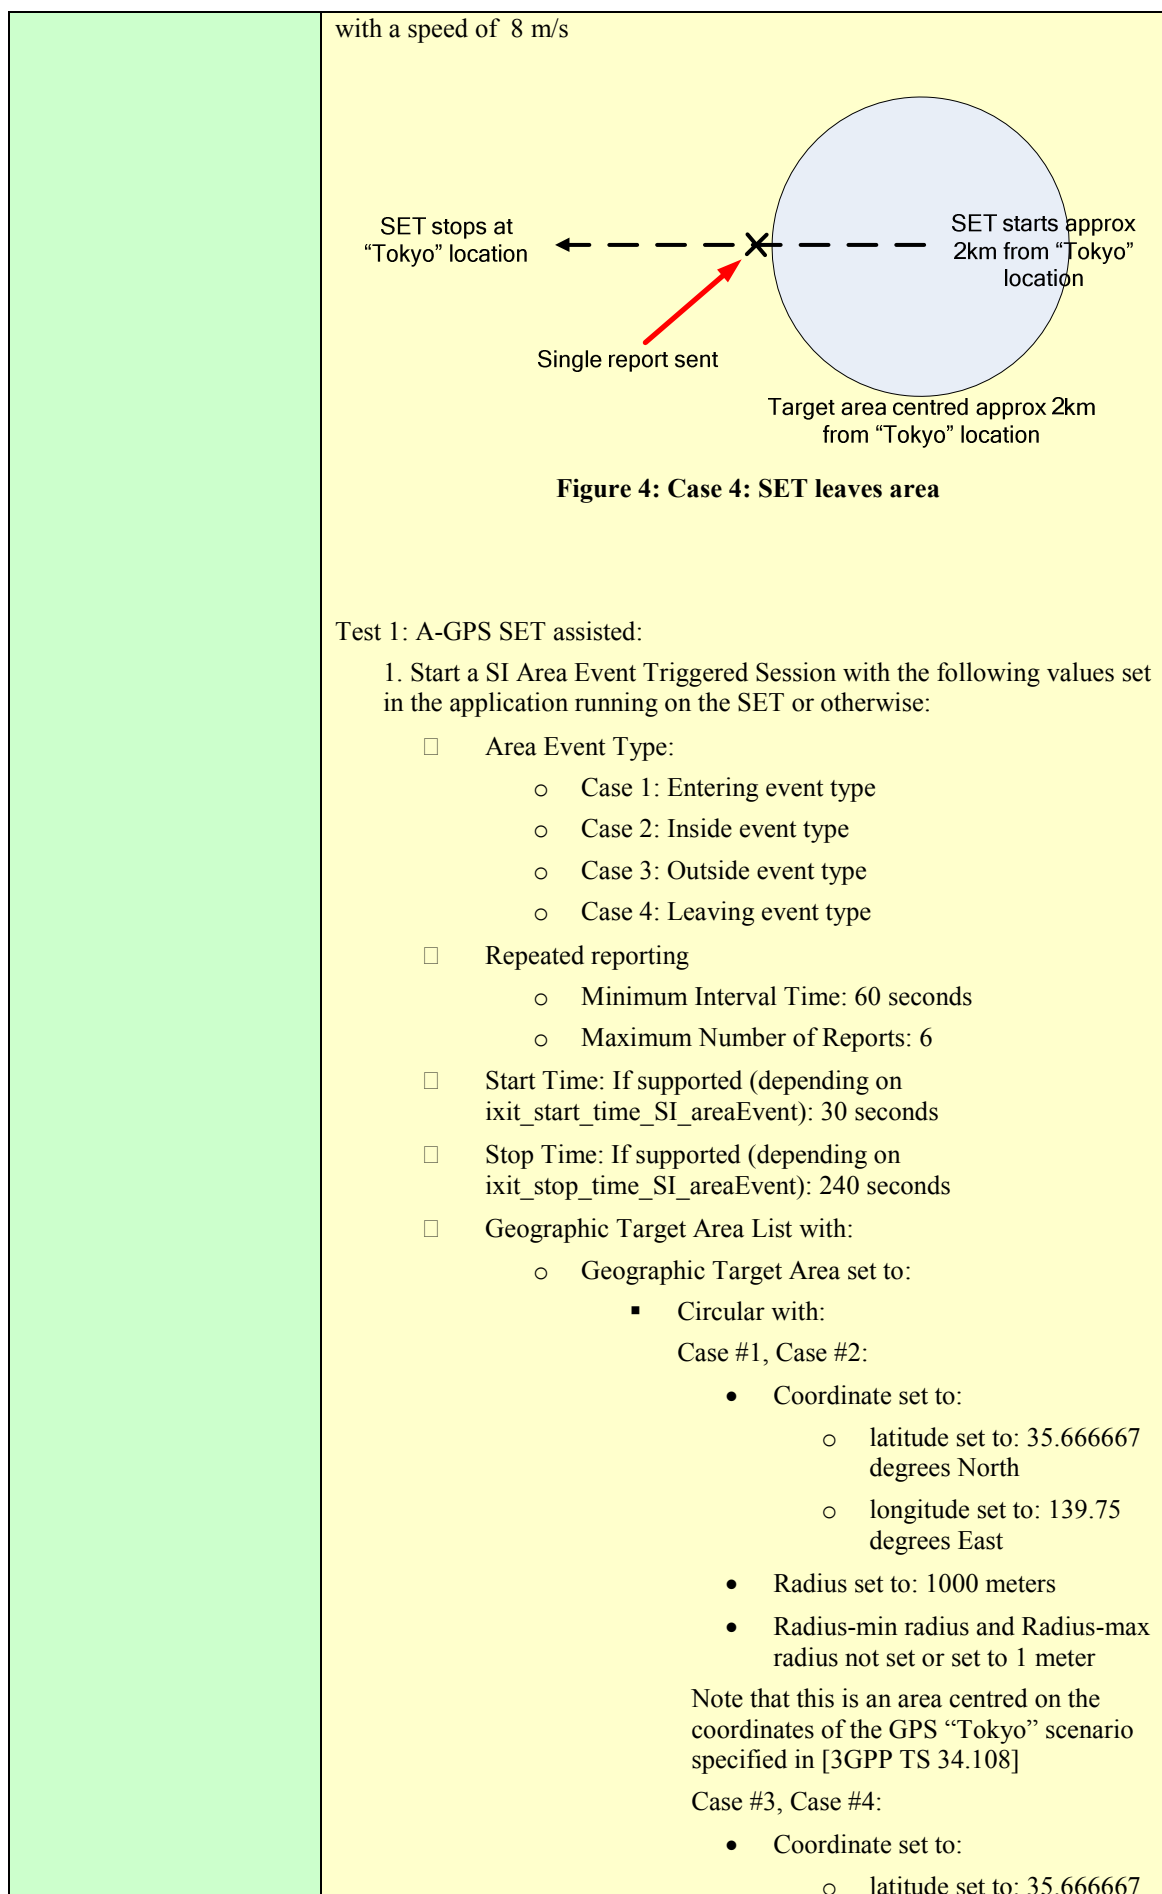 with a speed of  8 m/s
SET stops at
“Tokyo” location
SET starts approx
2km from “Tokyo”
location
Single report sent
Target area centred approx 2km
from “Tokyo” location
Figure 4: Case 4: SET leaves area
Test 1: A-GPS SET assisted:
1. Start a SI Area Event Triggered Session with the following values set
in the application running on the SET or otherwise:
□ Area Event Type:
o Case 1: Entering event type
o Case 2: Inside event type
o Case 3: Outside event type
o Case 4: Leaving event type
□ Repeated reporting
o Minimum Interval Time: 60 seconds
o Maximum Number of Reports: 6
□ Start Time: If supported (depending on
ixit_start_time_SI_areaEvent): 30 seconds
□ Stop Time: If supported (depending on
ixit_stop_time_SI_areaEvent): 240 seconds
□ Geographic Target Area List with:
o Geographic Target Area set to:
▪ Circular with:
Case #1, Case #2:
• Coordinate set to:
o latitude set to: 35.666667
degrees North
o longitude set to: 139.75
degrees East
• Radius set to: 1000 meters
• Radius-min radius and Radius-max
radius not set or set to 1 meter
Note that this is an area centred on the
coordinates of the GPS “Tokyo” scenario
specified in [3GPP TS 34.108]
Case #3, Case #4:
• Coordinate set to:
o latitude set to: 35.666667